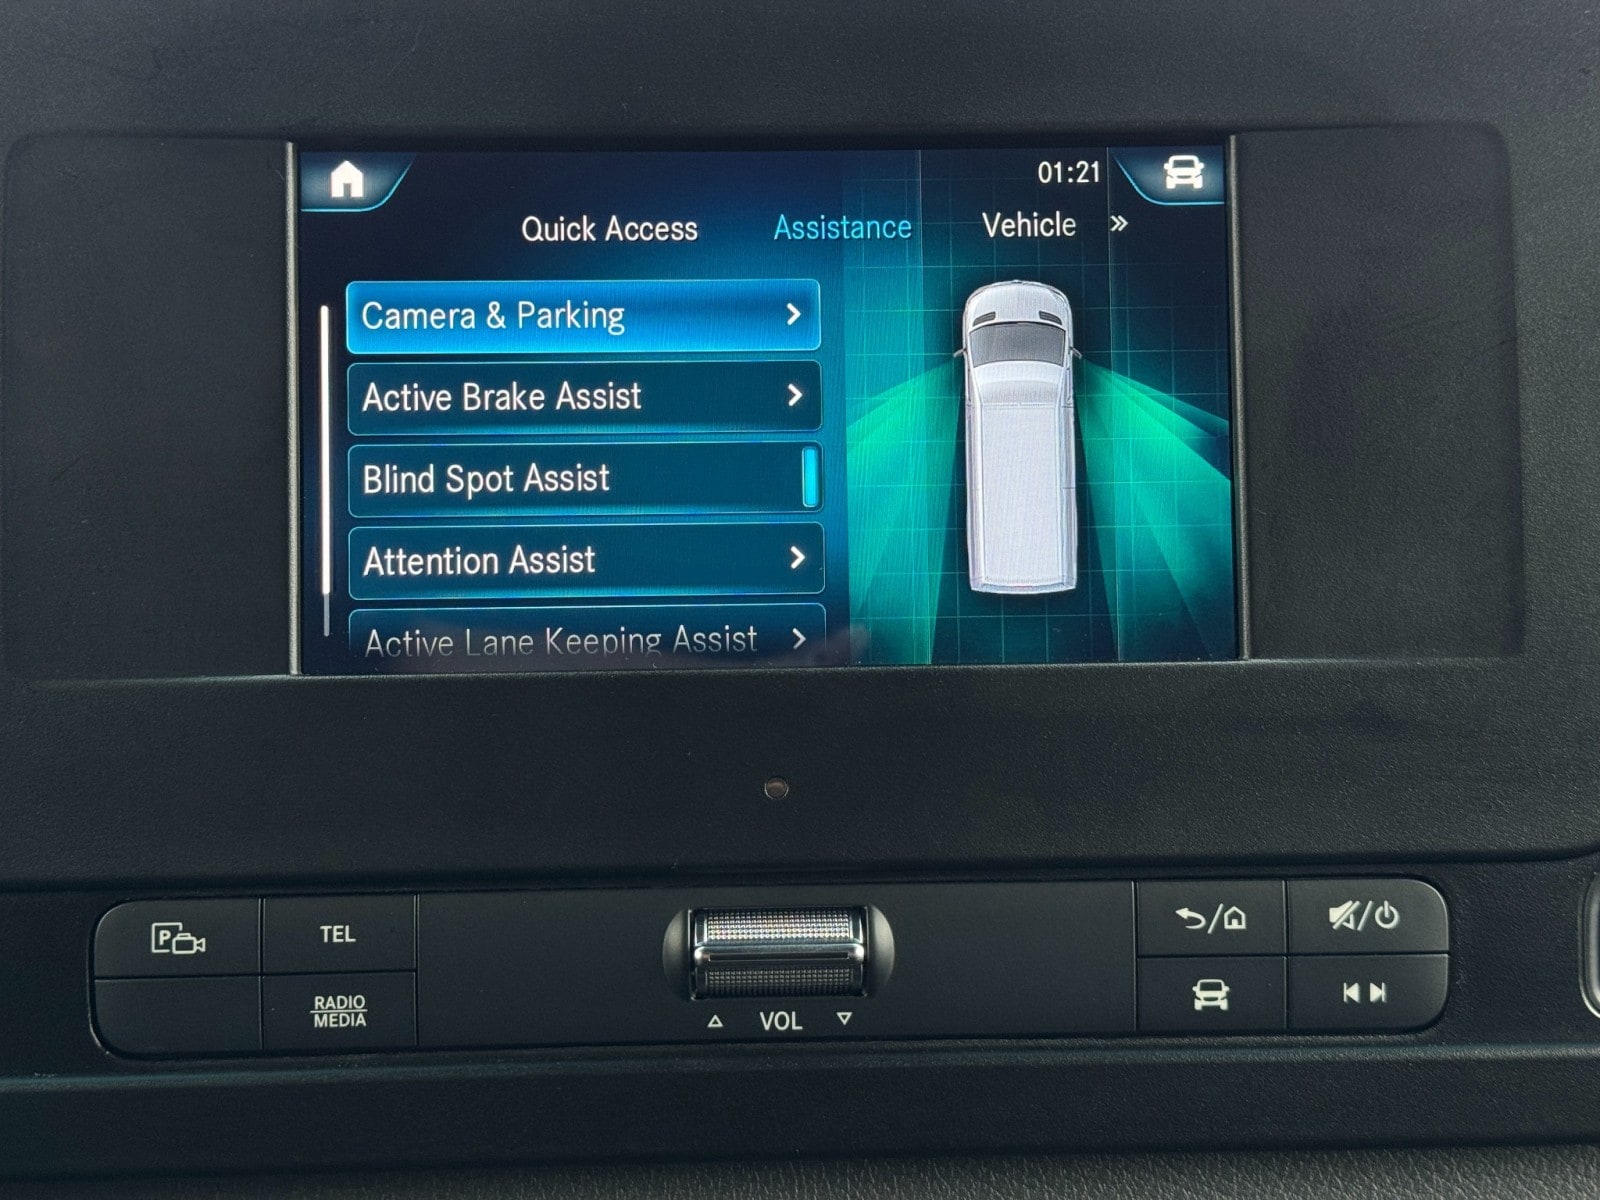 01:21
Quick Access Assistance Vehicle »
Camera & Parking
Active Brake Assist
Blind Spot Assist
Attention Assist
Active Lane Keeping Assist
P
TEL
RADIO
MEDIA
VOL